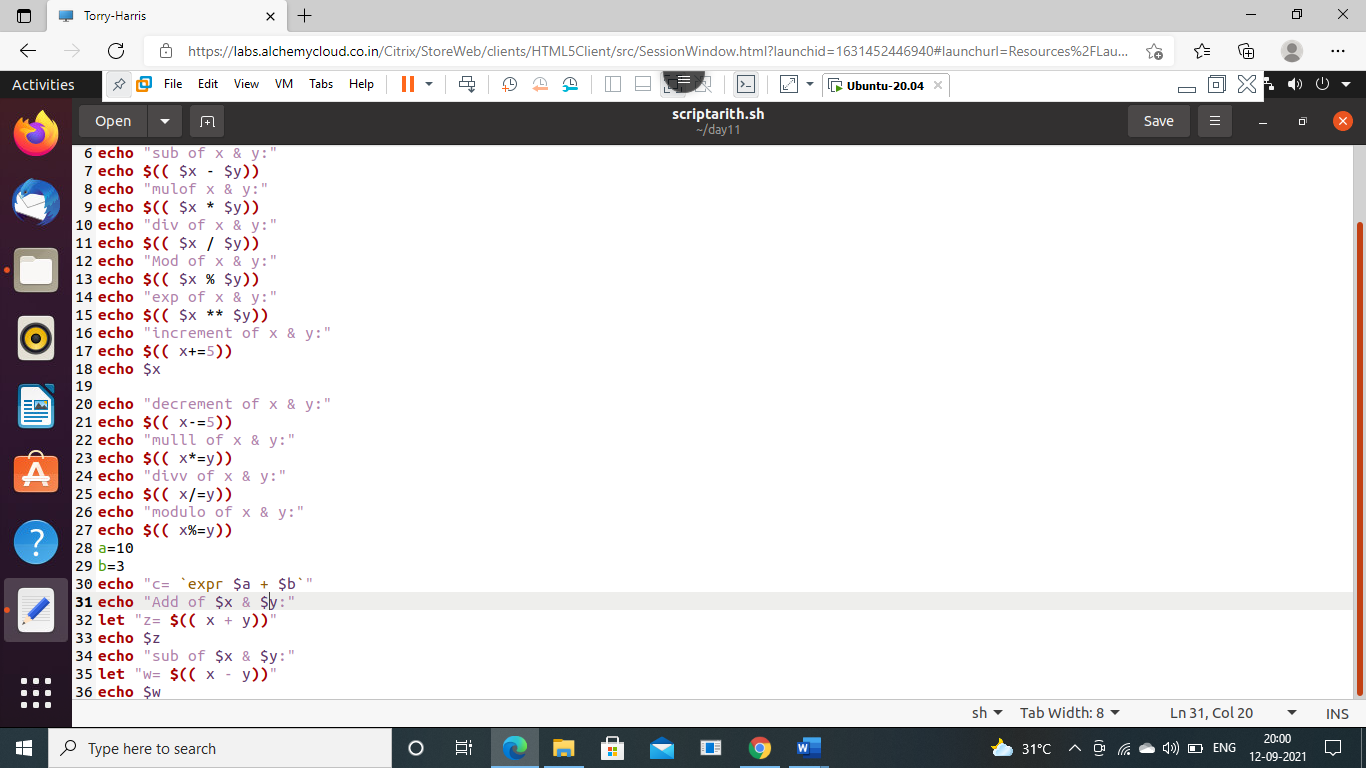 Torry-Harris
https://labs.alchemycloud.co.in/Citrix/StoreWeb/clients/HTML5Client/src/SessionWindow.html?launchid=1631452446940#launchurl=Resources%2FLau...
Activities
File Edit View VM Tabs Help
Ubuntu-20.04
Open
scriptarith.sh
~/day11
Save
6 echo "sub of x & y:"
7 echo $(( $x - $y))
8 echo "mulof x & y:"
9 echo $(( $x * $y))
10 echo "div of x & y:"
11 echo $(( $x / $y))
12 echo "Mod of x & y:"
13 echo $(( $x % $y))
14 echo "exp of x & y:"
15 echo $(( $x ** $y))
16 echo "increment of x & y:"
17 echo $(( x+=5))
18 echo $x
19
20 echo "decrement of x & y:"
21 echo $(( x-=5))
22 echo "mulll of x & y:"
23 echo $(( x*=y))
24 echo "divv of x & y:"
25 echo $(( x/=y))
26 echo "modulo of x & y:"
27 echo $(( x%=y))
28 a=10
29 b=3
30 echo "c= `expr $a + $b`"
31 echo "Add of $x & $y:"
32 let "z= $(( x + y))"
33 echo $z
34 echo "sub of $x & $y:"
35 let "w= $(( x - y))"
36 echo $w
sh Tab Width: 8 Ln 31, Col 20 INS
Type here to search
31°C
ENG
20:00
12-09-2021